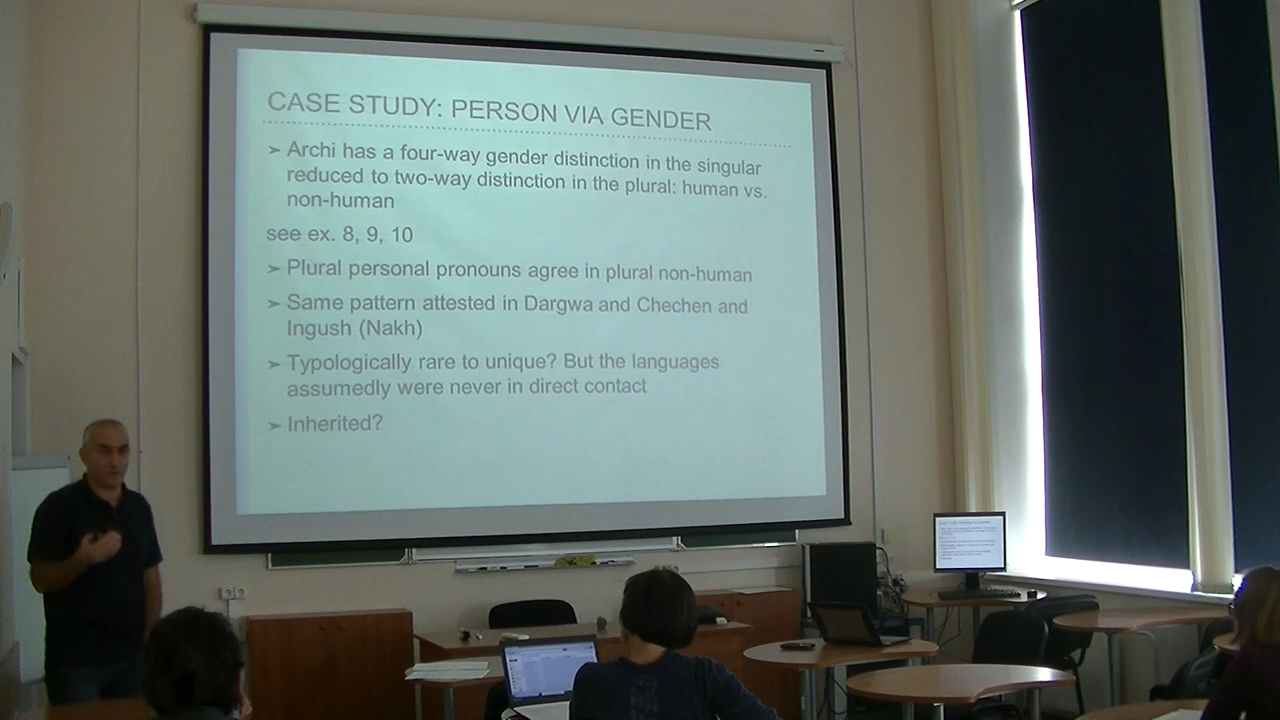 CASE STUDY: PERSON VIA GENDER
➢ Archi has a four-way gender distinction in the singular
reduced to two-way distinction in the plural: human vs.
non-human
see ex. 8, 9, 10
➢ Plural personal pronouns agree in plural non-human
➢ Same pattern attested in Dargwa and Chechen and
Ingush (Nakh)
➢ Typologically rare to unique? But the languages
assumedly were never in direct contact
➢ Inherited?